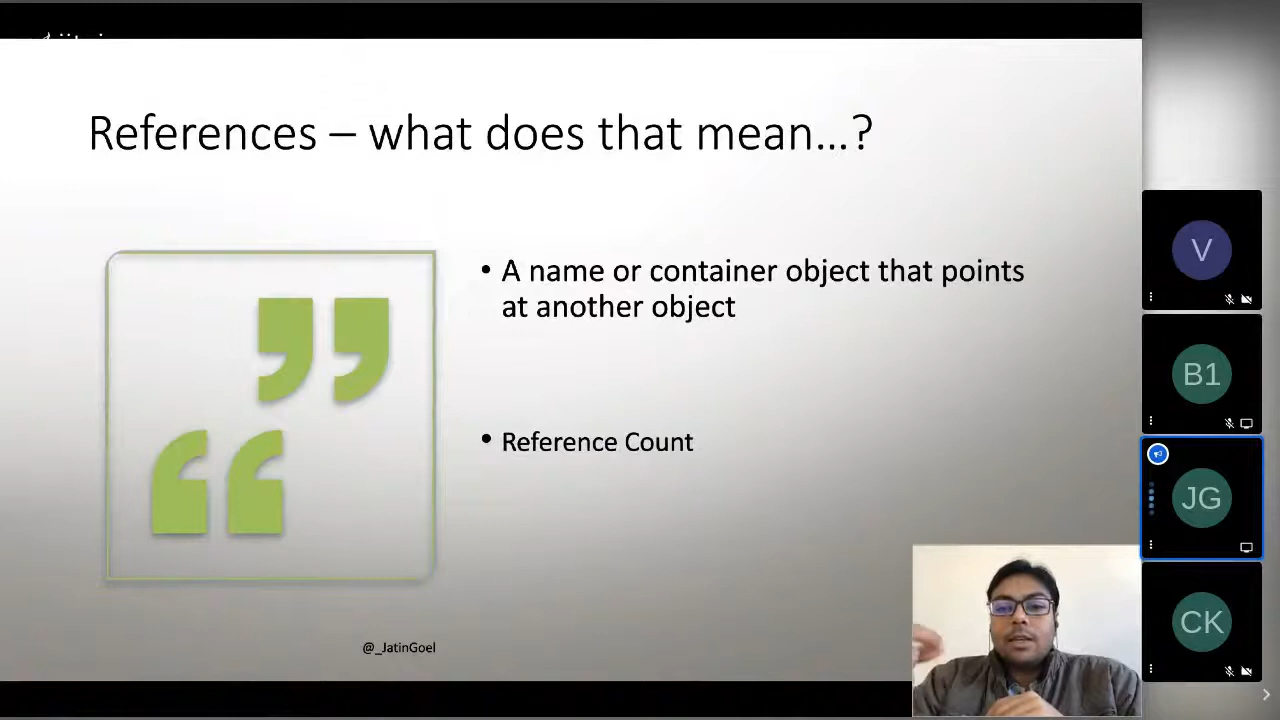 References – what does that mean...?
• A name or container object that points
at another object
• Reference Count
@_JatinGoel
V
B1
JG
CK